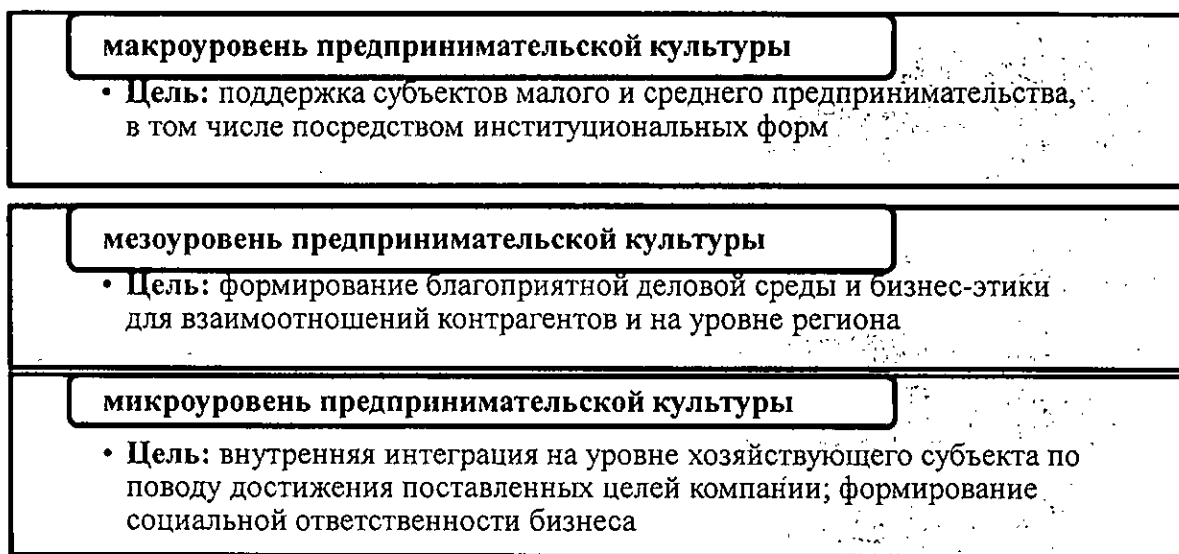 макроуровень предпринимательской культуры
• Цель: поддержка субъектов малого и среднего предпринимательства,
в том числе посредством институциональных форм
мезоуровень предпринимательской культуры
• Цель: формирование благоприятной деловой среды и бизнес-этики
для взаимоотношений контрагентов и на уровне региона
микроуровень предпринимательской культуры
• Цель: внутренняя интеграция на уровне хозяйствующего субъекта по
поводу достижения поставленных целей компании; формирование
социальной ответственности бизнеса